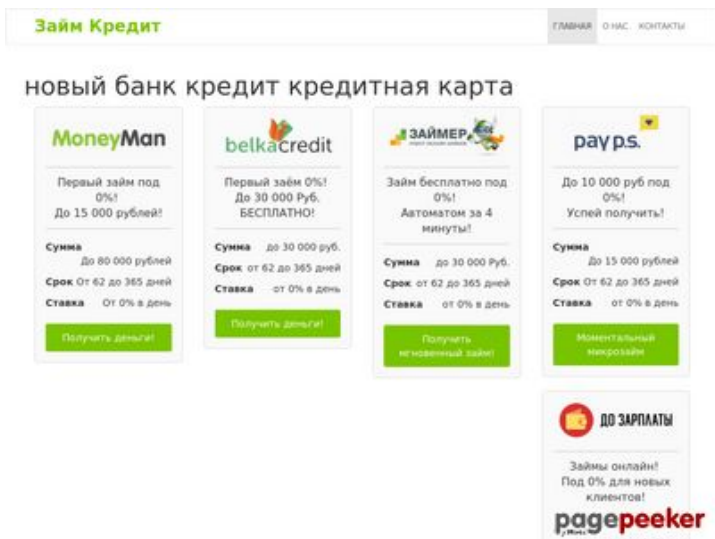 Займ Кредит
ГЛАВНАЯ О НАС КОНТАКТЫ
новый банк кредит кредитная карта
MoneyMan
Первый займ под
0%!
До 15 000 рублей!
Сумма
До 80 000 рублей
Срок От 62 до 365 дней
Ставка От 0% в день
Получить деньги!
belkacredit
Первый заём 0%!
До 30 000 Руб.
БЕСПЛАТНО!
Сумма до 30 000 руб.
Срок от 62 до 365 дней
Ставка от 0% в день
Получить деньги!
ЗАЙМЕР
Займ бесплатно под
0%!
Автоматом за 4
минуты!
Сумма до 30 000 Руб.
Срок от 62 до 365 дней
Ставка от 0% в день
Получить
мгновенный займ!
pay p.s.
До 10 000 руб под
0%!
Успей получить!
Сумма
До 15 000 рублей
Срок От 62 до 365 дней
Ставка от 0% в день
Моментальный
микрозайм
ДО ЗАРПЛАТЫ
Займы онлайн!
Под 0% для новых
клиентов!
pagepeeker